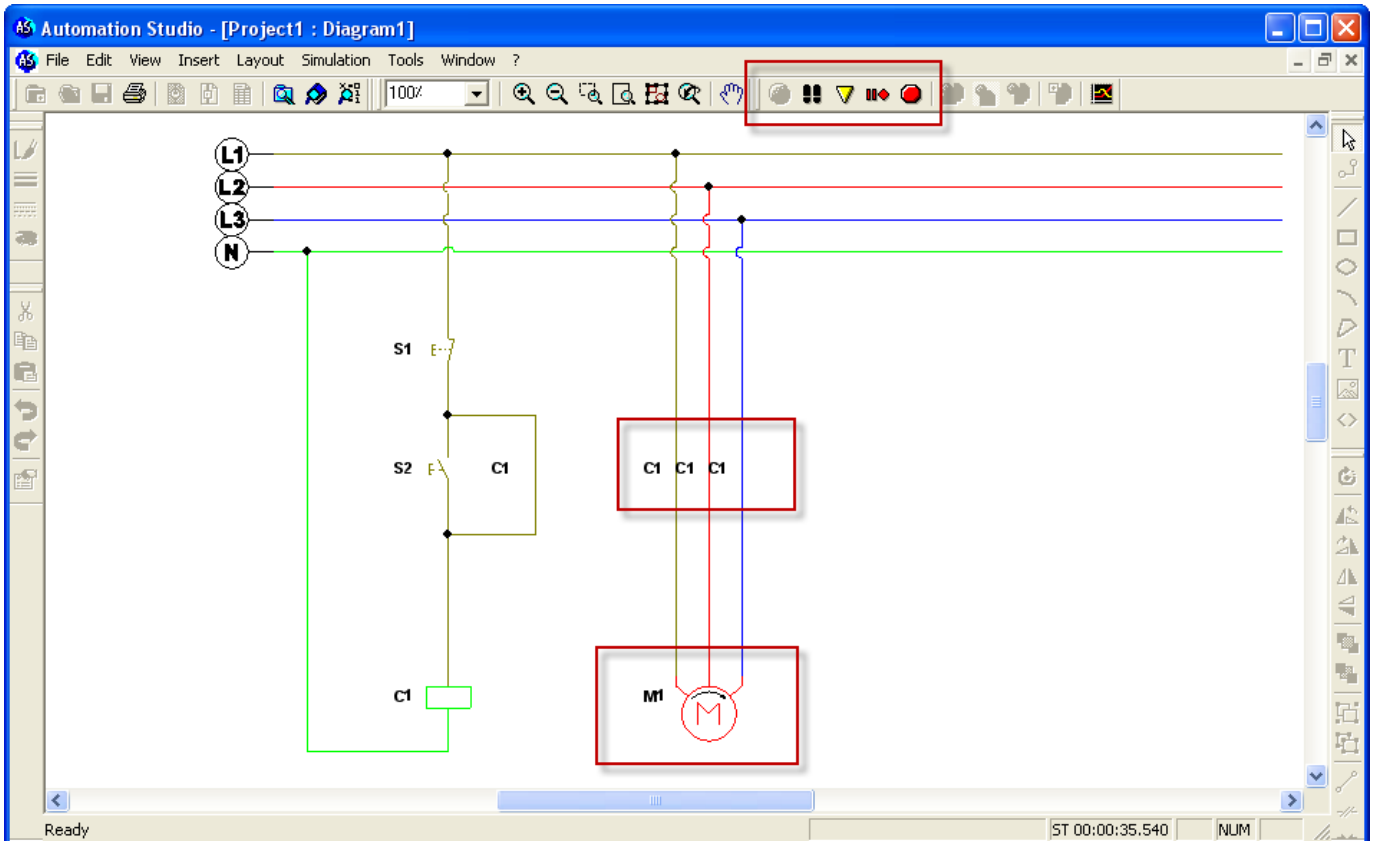 Automation Studio - [Project1 : Diagram1]
File Edit View Insert Layout Simulation Tools Window ?
100%
L1
L2
L3
N
S1
S2 C1 C1 C1 C1
C1 M1 M
Ready ST 00:00:35.540 NUM